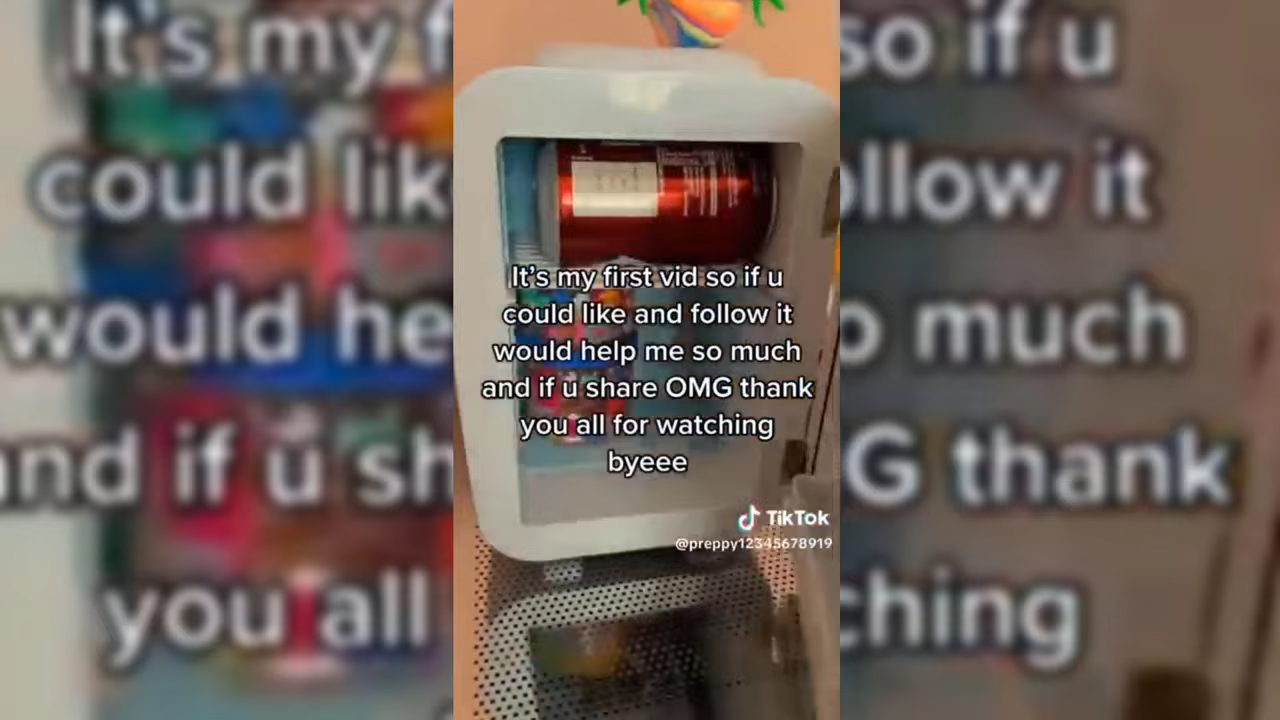 It's my first vid so if u
could like and follow it
would help me so much
and if u share OMG thank
you all for watching
byeee
TikTok
@preppy12345678919